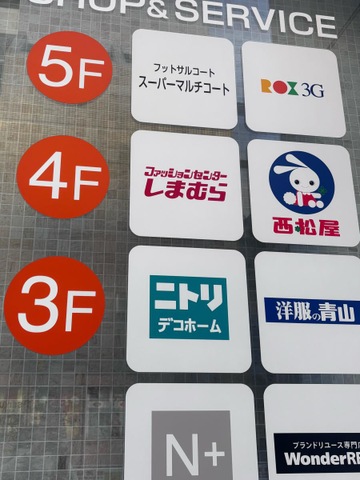 SHOP&SERVICE
5F
フットサルコート
スーパーマルチコート
ROX 3G
4F
ファッションセンター
しまむら
西松屋
3F
ニトリ
デコホーム
洋服の青山
N+
ブランドリユース専門店
WonderRE